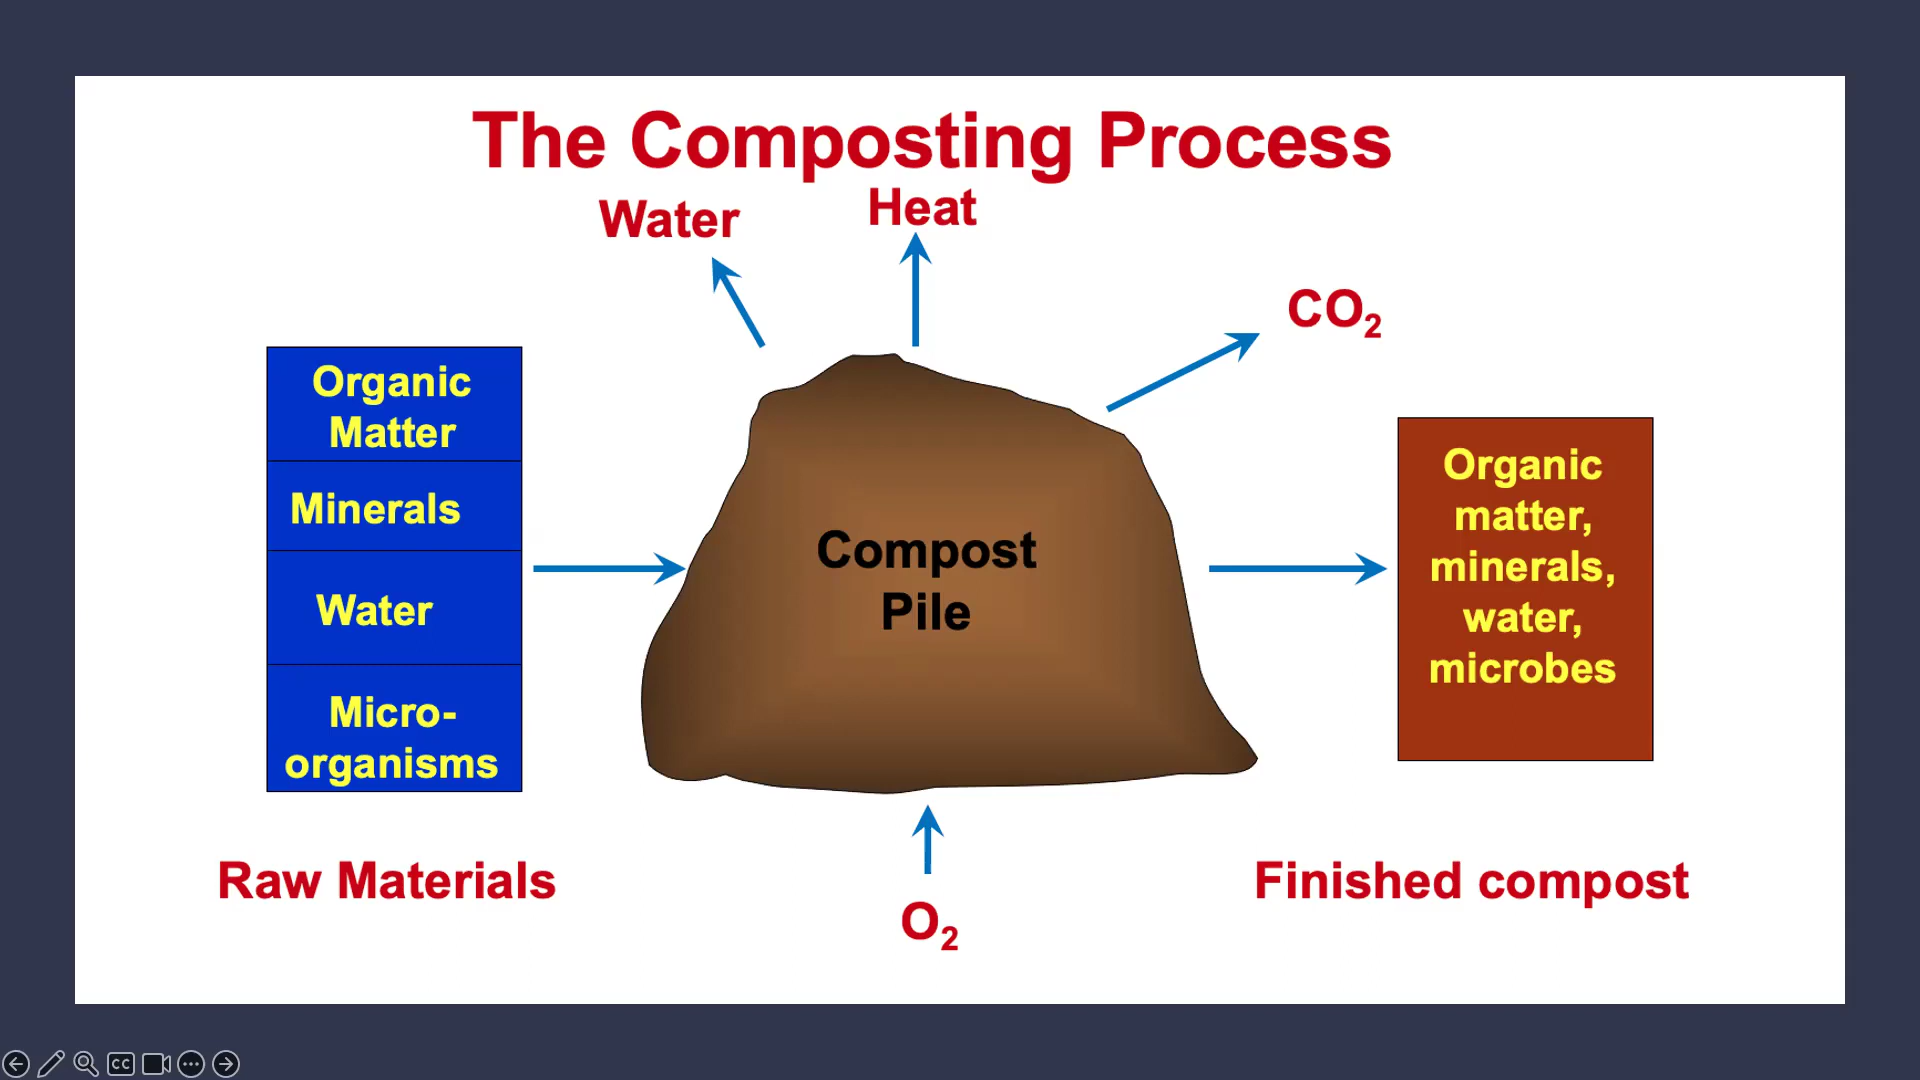 The Composting Process
Water
Heat
CO₂
Organic
Matter
Minerals
Water
Micro-
organisms
Compost
Pile
Organic
matter,
minerals,
water,
microbes
Raw Materials
O₂
Finished compost
CC